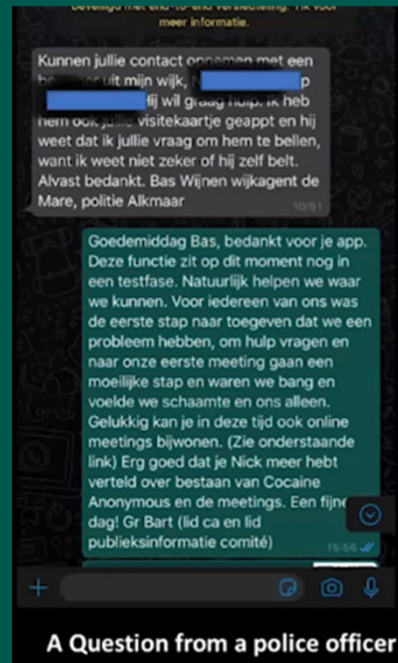 Beveiligd met end-to-end versleuteling. Tik voor
meer informatie.
Kunnen jullie contact opnemen met een
uit mijn wijk,
Hij wil graag hulp. Ik heb
hem ook jullie visitekaartje geappt en hij
weet dat ik jullie vraag om hem te bellen,
want ik weet niet zeker of hij zelf belt.
Alvast bedankt. Bas Wijnen wijkagent de
Mare, politie Alkmaar
10:51
Goedemiddag Bas, bedankt voor je app.
Deze functie zit op dit moment nog in
een testfase. Natuurlijk helpen we waar
we kunnen. Voor iedereen van ons was
de eerste stap naar toegeven dat we een
probleem hebben, om hulp vragen en
naar onze eerste meeting gaan een
moeilijke stap en waren we bang en
voelde we schaamte en ons alleen.
Gelukkig kan je in deze tijd ook online
meetings bijwonen. (Zie onderstaande
link) Erg goed dat je Nick meer hebt
verteld over bestaan van Cocaine
Anonymous en de meetings. Een fijne
dag! Gr Bart (lid ca en lid
publieksinformatie comité)
15:56
A Question from a police officer